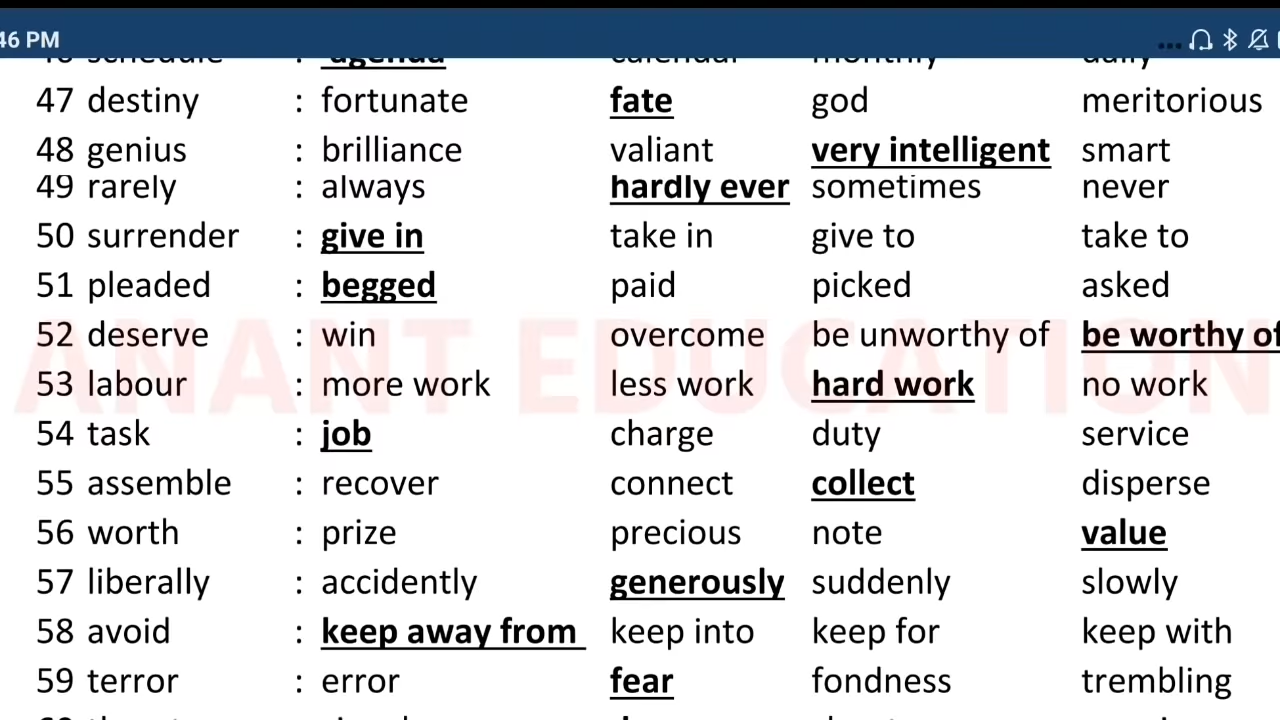 46 PM
schedule : agenda calendar monthly daily
47 destiny : fortunate fate god meritorious
48 genius : brilliance valiant very intelligent smart
49 rarely : always hardly ever sometimes never
50 surrender : give in take in give to take to
51 pleaded : begged paid picked asked
52 deserve : win overcome be unworthy of be worthy of
53 labour : more work less work hard work no work
54 task : job charge duty service
55 assemble : recover connect collect disperse
56 worth : prize precious note value
57 liberally : accidently generously suddenly slowly
58 avoid : keep away from keep into keep for keep with
59 terror : error fear fondness trembling
ANANT EDUCATION